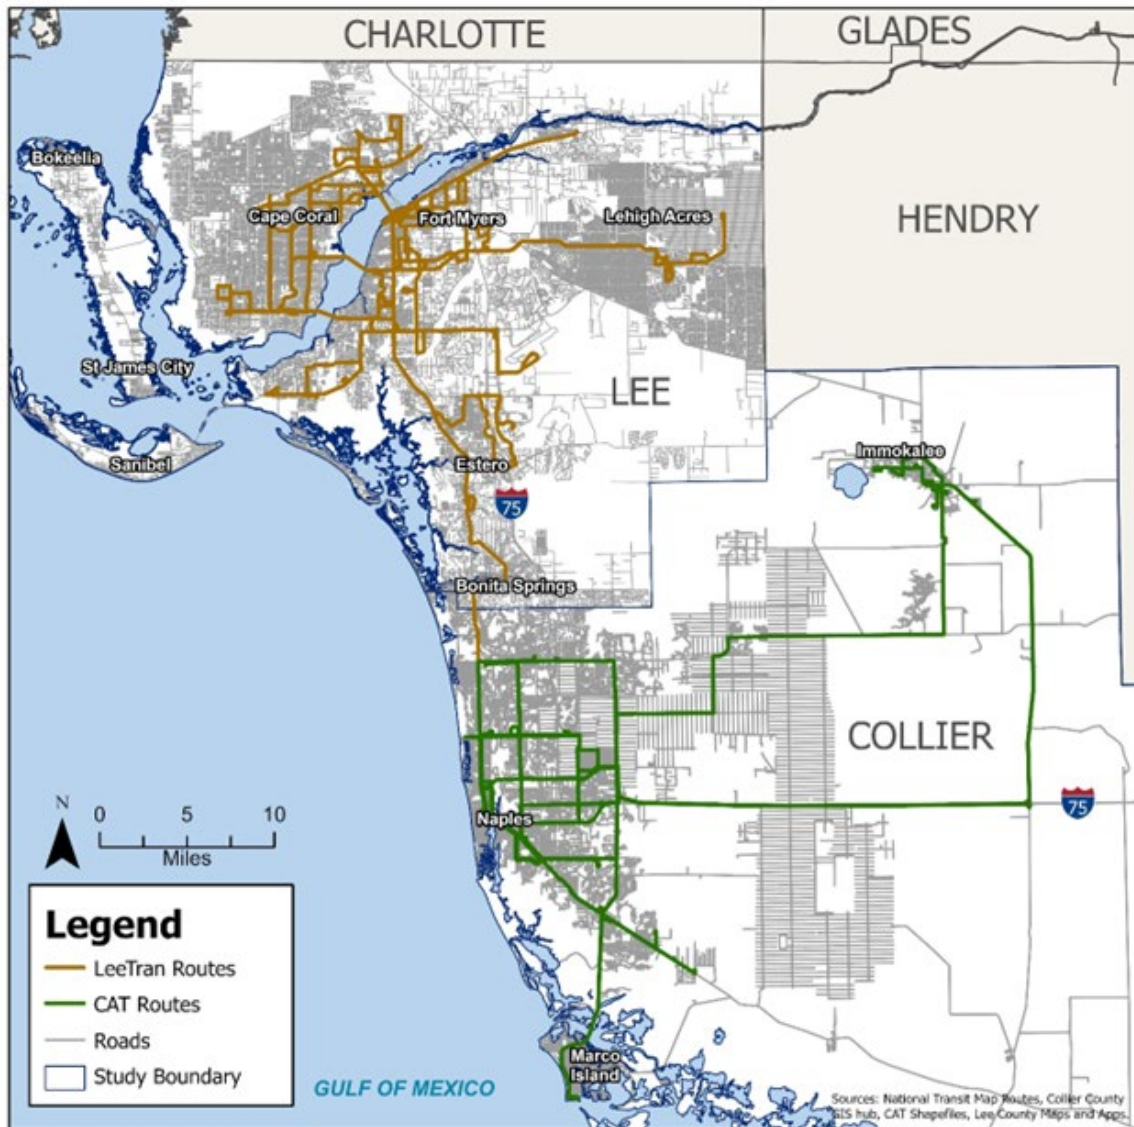 CHARLOTTE
GLADES
Bokeelia
Cape Coral
Fort Myers
Lehigh Acres
HENDRY
St James City
LEE
Sanibel
Estero
Immokalee
75
Bonita Springs
COLLIER
75
Naples
N
0 5 10
Miles
Legend
LeeTran Routes
CAT Routes
Roads
Study Boundary
GULF OF MEXICO
Marco
Island
Sources: National Transit Map Routes, Collier County
GIS hub, CAT Shapefiles, Lee County Maps and Apps.